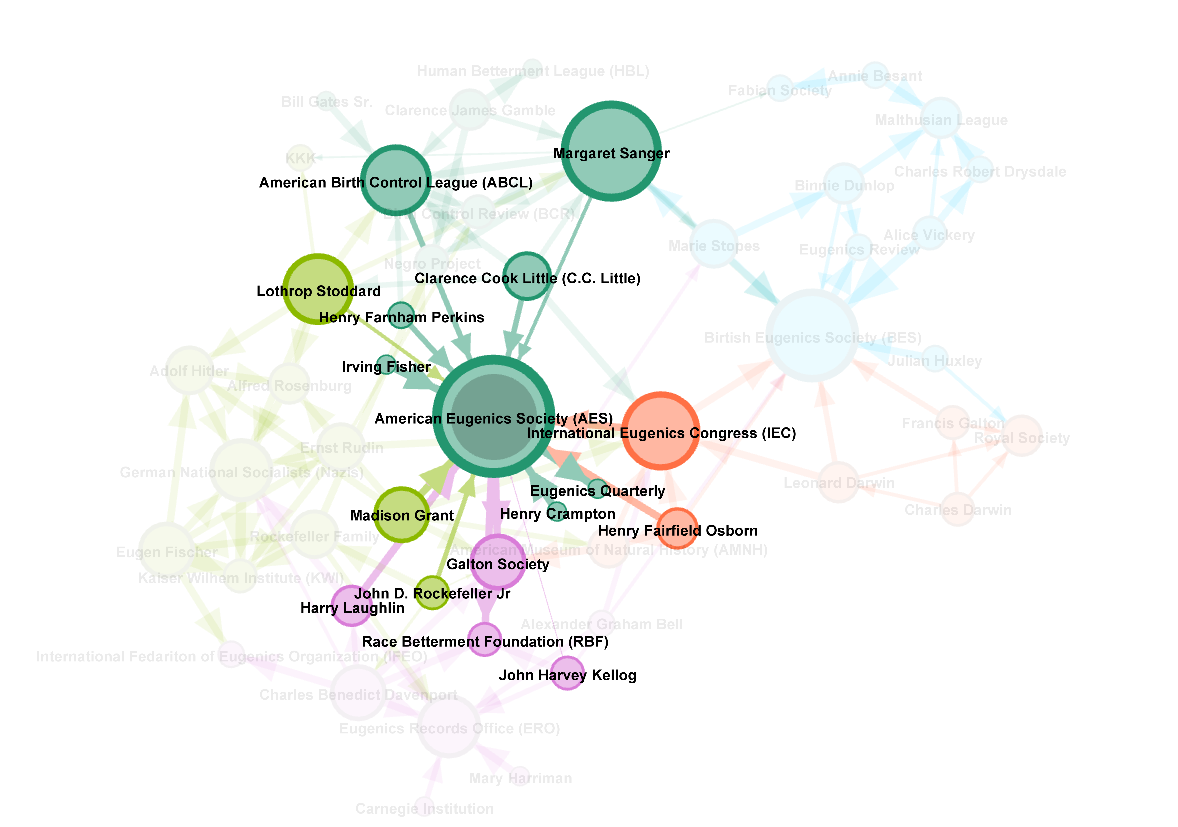 Human Betterment League (HBL)
Annie Besant
Fabian Society
Bill Gates Sr.
Clarence James Gamble
Malthusian League
Margaret Sanger
KKK
Charles Robert Drysdale
American Birth Control League (ABCL)
Binnie Dunlop
Birth Control Review (BCR)
Alice Vickery
Marie Stopes
Eugenics Review
Negro Project
Clarence Cook Little (C.C. Little)
Lothrop Stoddard
Henry Farnham Perkins
Birtish Eugenics Society (BES)
Julian Huxley
Irving Fisher
Adolf Hitler
Alfred Rosenburg
American Eugenics Society (AES)
Francis Galton
International Eugenics Congress (IEC)
Royal Society
Ernst Rudin
German National Socialists (Nazis)
Leonard Darwin
Eugenics Quarterly
Charles Darwin
Madison Grant
Henry Crampton
Henry Fairfield Osborn
Rockefeller Family
American Museum of Natural History (AMNH)
Eugen Fischer
Galton Society
Kaiser Wilhem Institute (KWI)
John D. Rockefeller Jr
Harry Laughlin
Alexander Graham Bell
Race Betterment Foundation (RBF)
International Fedariton of Eugenics Organization (IFEO)
John Harvey Kellog
Charles Benedict Davenport
Eugenics Records Office (ERO)
Mary Harriman
Carnegie Institution